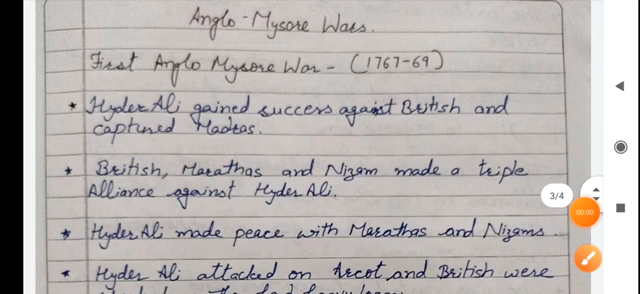 Anglo-Mysore Wars.
First Anglo Mysore War - (1767-69)
* Hyder Ali gained success against British and
captured Madras.
* British, Marathas and Nizam made a triple
Alliance against Hyder Ali.
3/4
00:00
* Hyder Ali made peace with Marathas and Nizams.
* Hyder Ali attacked on Arcot and British were